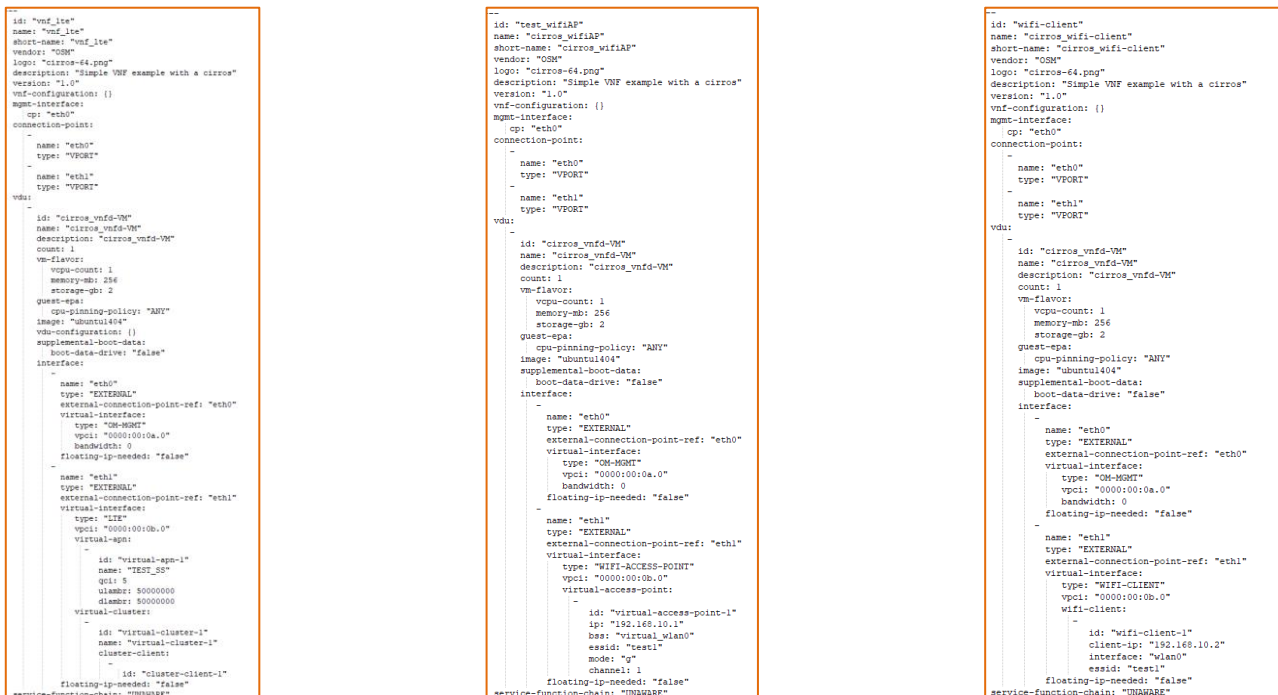 --
id: "vnf_lte"
name: "vnf_lte"
short-name: "vnf_lte"
vendor: "OSM"
logo: "cirros-64.png"
description: "Simple VNF example with a cirros"
version: "1.0"
vnf-configuration: {}
mgmt-interface:
cp: "eth0"
connection-point:
-
name: "eth0"
type: "VPORT"
-
name: "eth1"
type: "VPORT"
vdu:
-
id: "cirros_vnfd-VM"
name: "cirros_vnfd-VM"
description: "cirros_vnfd-VM"
count: 1
vm-flavor:
vcpu-count: 1
memory-mb: 256
storage-gb: 2
guest-epa:
cpu-pinning-policy: "ANY"
image: "ubuntu1404"
vdu-configuration: {}
supplemental-boot-data:
boot-data-drive: "false"
interface:
-
name: "eth0"
type: "EXTERNAL"
external-connection-point-ref: "eth0"
virtual-interface:
type: "OM-MGMT"
vpci: "0000:00:0a.0"
bandwidth: 0
floating-ip-needed: "false"
-
name: "eth1"
type: "EXTERNAL"
external-connection-point-ref: "eth1"
virtual-interface:
type: "LTE"
vpci: "0000:00:0b.0"
virtual-apn:
-
id: "virtual-apn-1"
name: "TEST_SS"
qci: 5
ulambr: 50000000
dlambr: 50000000
virtual-cluster:
-
id: "virtual-cluster-1"
name: "virtual-cluster-1"
cluster-client:
-
id: "cluster-client-1"
floating-ip-needed: "false"
service-function-chain: "UNAWARE"
--
id: "test_wifiAP"
name: "cirros_wifiAP"
short-name: "cirros_wifiAP"
vendor: "OSM"
logo: "cirros-64.png"
description: "Simple VNF example with a cirros"
version: "1.0"
vnf-configuration: {}
mgmt-interface:
cp: "eth0"
connection-point:
-
name: "eth0"
type: "VPORT"
-
name: "eth1"
type: "VPORT"
vdu:
-
id: "cirros_vnfd-VM"
name: "cirros_vnfd-VM"
description: "cirros_vnfd-VM"
count: 1
vm-flavor:
vcpu-count: 1
memory-mb: 256
storage-gb: 2
guest-epa:
cpu-pinning-policy: "ANY"
image: "ubuntu1404"
supplemental-boot-data:
boot-data-drive: "false"
interface:
-
name: "eth0"
type: "EXTERNAL"
external-connection-point-ref: "eth0"
virtual-interface:
type: "OM-MGMT"
vpci: "0000:00:0a.0"
bandwidth: 0
floating-ip-needed: "false"
-
name: "eth1"
type: "EXTERNAL"
external-connection-point-ref: "eth1"
virtual-interface:
type: "WIFI-ACCESS-POINT"
vpci: "0000:00:0b.0"
virtual-access-point:
-
id: "virtual-access-point-1"
ip: "192.168.10.1"
bss: "virtual_wlan0"
essid: "test1"
mode: "g"
channel: 1
floating-ip-needed: "false"
service-function-chain: "UNAWARE"
--
id: "wifi-client"
name: "cirros_wifi-client"
short-name: "cirros_wifi-client"
vendor: "OSM"
logo: "cirros-64.png"
description: "Simple VNF example with a cirros"
version: "1.0"
vnf-configuration: {}
mgmt-interface:
cp: "eth0"
connection-point:
-
name: "eth0"
type: "VPORT"
-
name: "eth1"
type: "VPORT"
vdu:
-
id: "cirros_vnfd-VM"
name: "cirros_vnfd-VM"
description: "cirros_vnfd-VM"
count: 1
vm-flavor:
vcpu-count: 1
memory-mb: 256
storage-gb: 2
guest-epa:
cpu-pinning-policy: "ANY"
image: "ubuntu1404"
supplemental-boot-data:
boot-data-drive: "false"
interface:
-
name: "eth0"
type: "EXTERNAL"
external-connection-point-ref: "eth0"
virtual-interface:
type: "OM-MGMT"
vpci: "0000:00:0a.0"
bandwidth: 0
floating-ip-needed: "false"
-
name: "eth1"
type: "EXTERNAL"
external-connection-point-ref: "eth1"
virtual-interface:
type: "WIFI-CLIENT"
vpci: "0000:00:0b.0"
wifi-client:
-
id: "wifi-client-1"
client-ip: "192.168.10.2"
interface: "wlan0"
essid: "test1"
floating-ip-needed: "false"
service-function-chain: "UNAWARE"